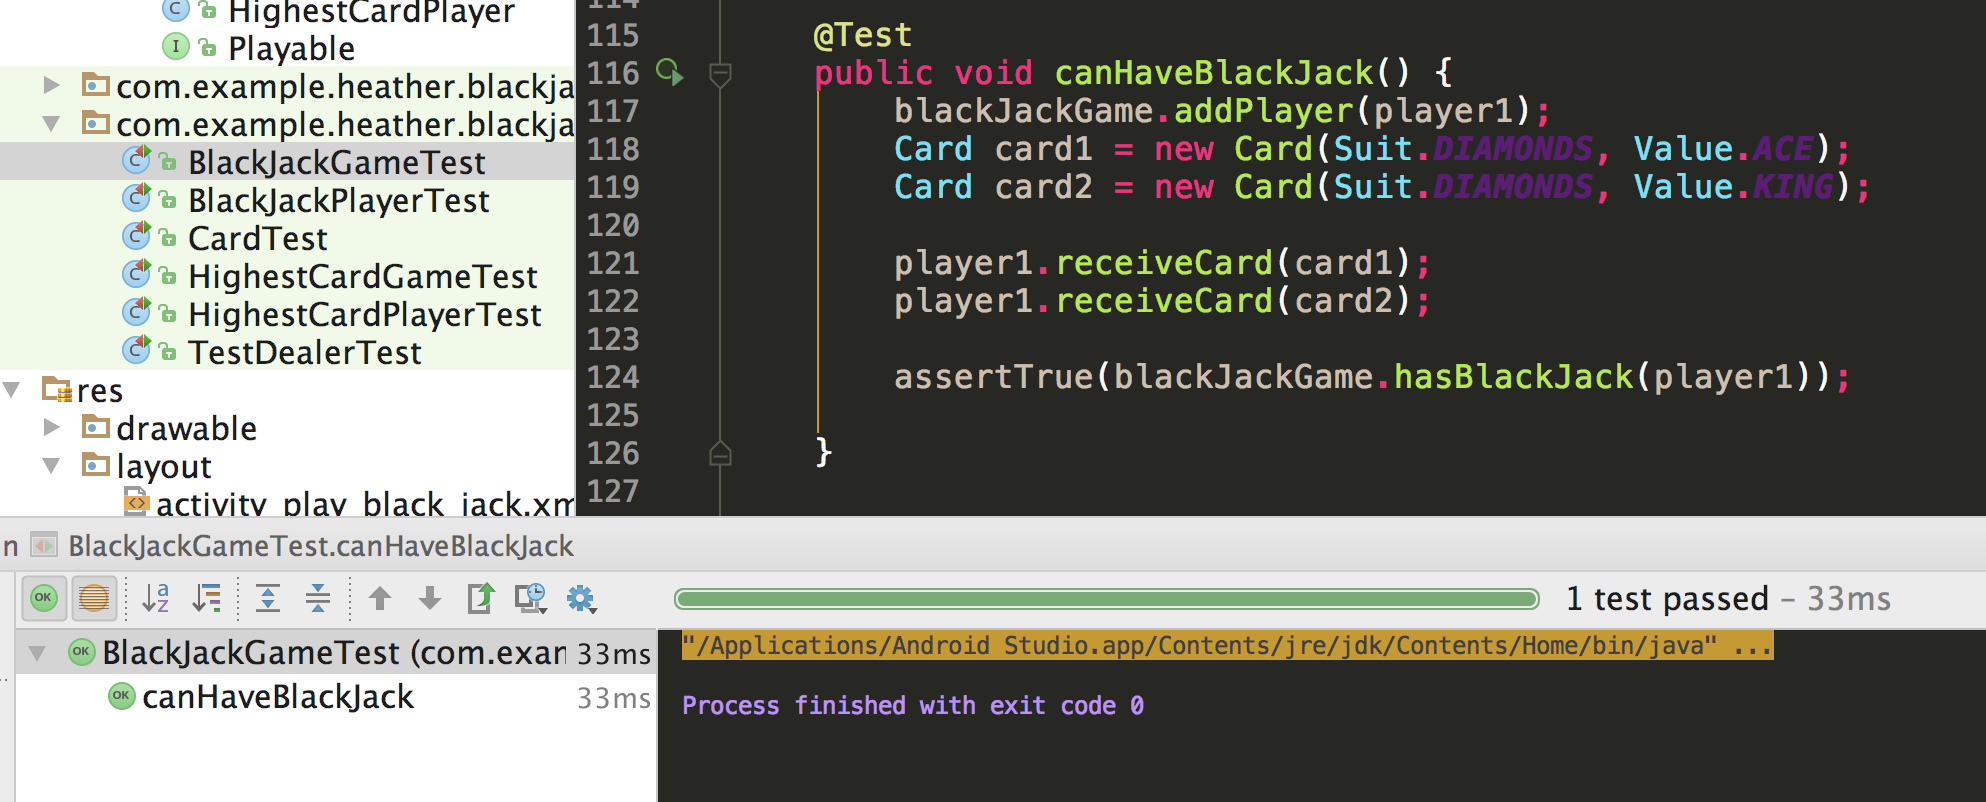 HighestCardPlayer
Playable
com.example.heather.blackja
com.example.heather.blackja
BlackJackGameTest
BlackJackPlayerTest
CardTest
HighestCardGameTest
HighestCardPlayerTest
TestDealerTest
res
drawable
layout
activity_play_black_jack.xm
114
115 @Test
116 public void canHaveBlackJack() {
117 blackJackGame.addPlayer(player1);
118 Card card1 = new Card(Suit.DIAMONDS, Value.ACE);
119 Card card2 = new Card(Suit.DIAMONDS, Value.KING);
120
121 player1.receiveCard(card1);
122 player1.receiveCard(card2);
123
124 assertTrue(blackJackGame.hasBlackJack(player1));
125
126 }
127
n BlackJackGameTest.canHaveBlackJack
1 test passed – 33ms
BlackJackGameTest (com.exan 33ms
canHaveBlackJack 33ms
"/Applications/Android Studio.app/Contents/jre/jdk/Contents/Home/bin/java" ...
Process finished with exit code 0